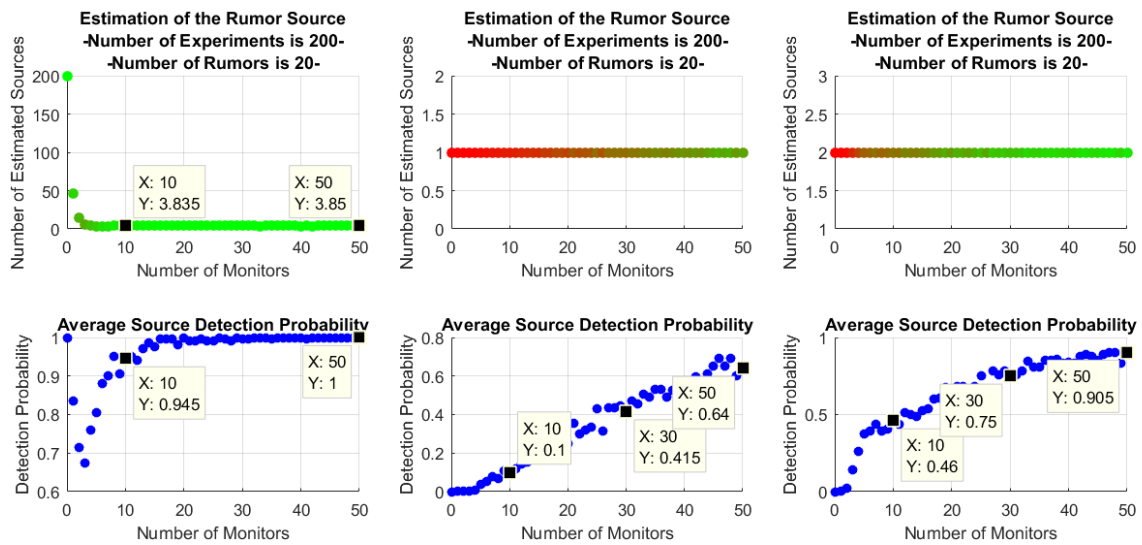 Estimation of the Rumor Source
-Number of Experiments is 200-
-Number of Rumors is 20-
Number of Estimated Sources
200
150
100
50
0
X: 10
Y: 3.835
X: 50
Y: 3.85
0
10
20
30
40
50
Number of Monitors
Estimation of the Rumor Source
-Number of Experiments is 200-
-Number of Rumors is 20-
Number of Estimated Sources
2
1.5
1
0.5
0
0
10
20
30
40
50
Number of Monitors
Estimation of the Rumor Source
-Number of Experiments is 200-
-Number of Rumors is 20-
Number of Estimated Sources
3
2.5
2
1.5
1
0
10
20
30
40
50
Number of Monitors
Average Source Detection Probability
Detection Probability
1
0.9
0.8
0.7
0.6
X: 10
Y: 0.945
X: 50
Y: 1
0
10
20
30
40
50
Number of Monitors
Average Source Detection Probability
Detection Probability
0.8
0.6
0.4
0.2
0
X: 10
Y: 0.1
X: 30
Y: 0.415
X: 50
Y: 0.64
0
10
20
30
40
50
Number of Monitors
Average Source Detection Probability
Detection Probability
1
0.5
0
X: 10
Y: 0.46
X: 30
Y: 0.75
X: 50
Y: 0.905
0
10
20
30
40
50
Number of Monitors